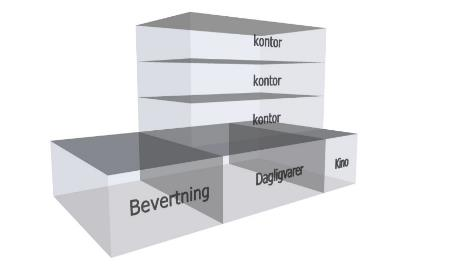 kontor
kontor
kontor
Bevertning
Dagligvarer
Kino